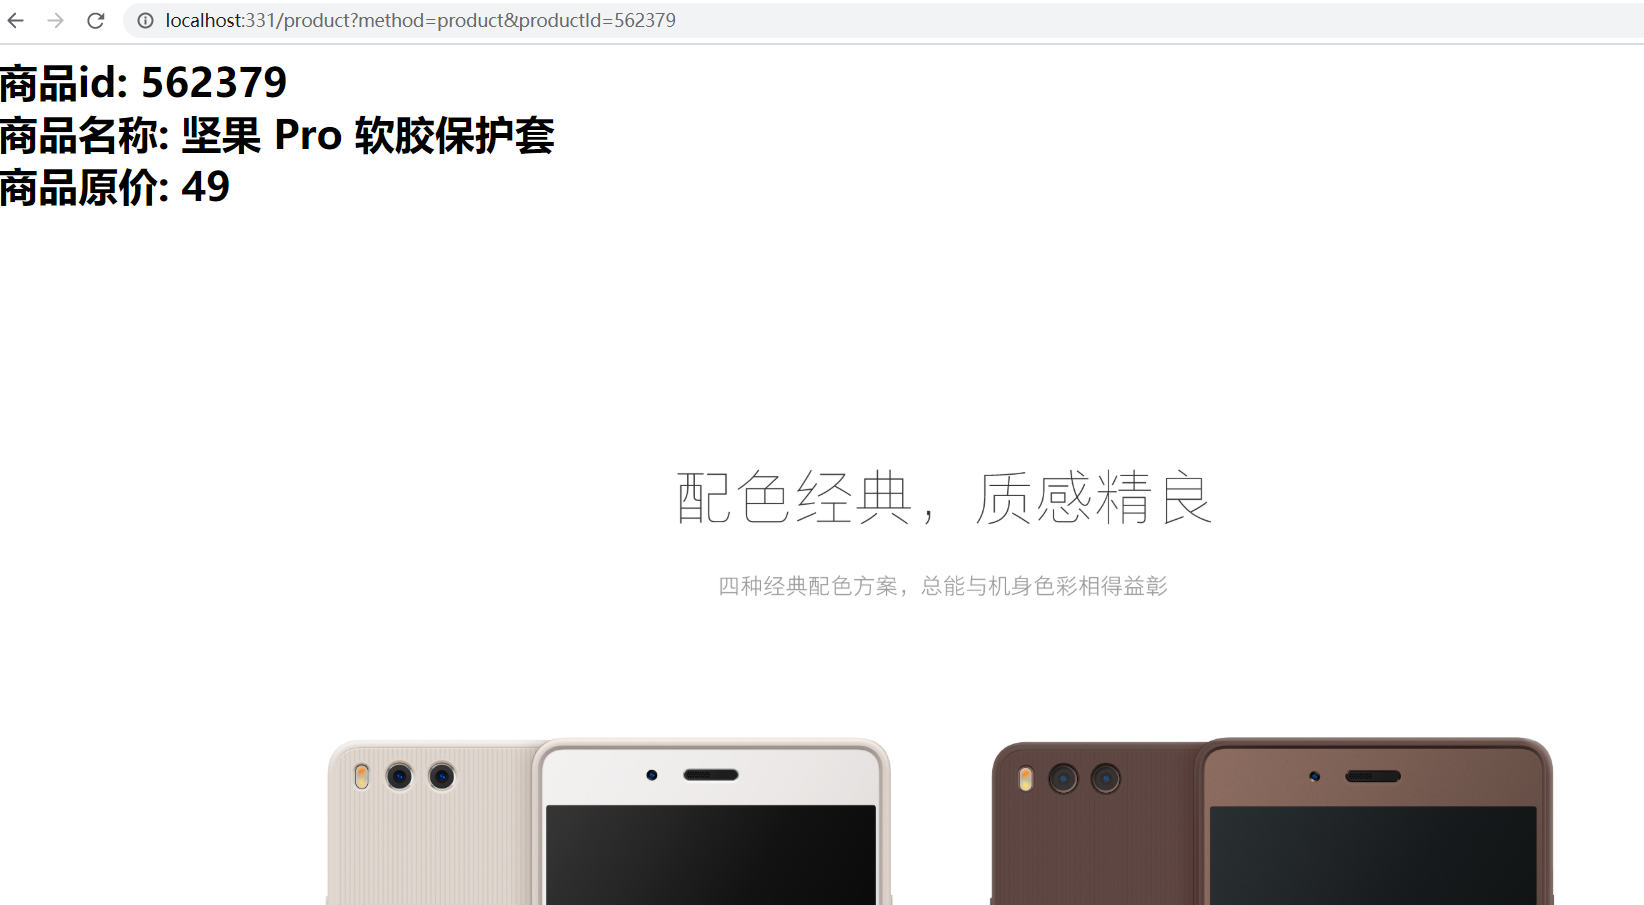 localhost:331/product?method=product&productId=562379
商品id: 562379
商品名称: 坚果 Pro 软胶保护套
商品原价: 49
配色经典，质感精良
四种经典配色方案，总能与机身色彩相得益彰